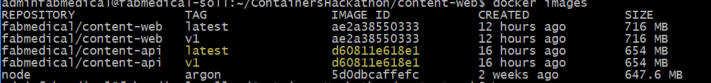 adminfabmedical@fabmedical-soll:~/ContainersHackathon/content-web$ docker images
REPOSITORY TAG IMAGE ID CREATED SIZE
fabmedical/content-web latest ae2a38550333 12 hours ago 716 MB
fabmedical/content-web v1 ae2a38550333 12 hours ago 716 MB
fabmedical/content-api latest d60811e618e1 16 hours ago 654 MB
fabmedical/content-api v1 d60811e618e1 16 hours ago 654 MB
node argon 5d0dbcaffefc 2 weeks ago 647.6 MB